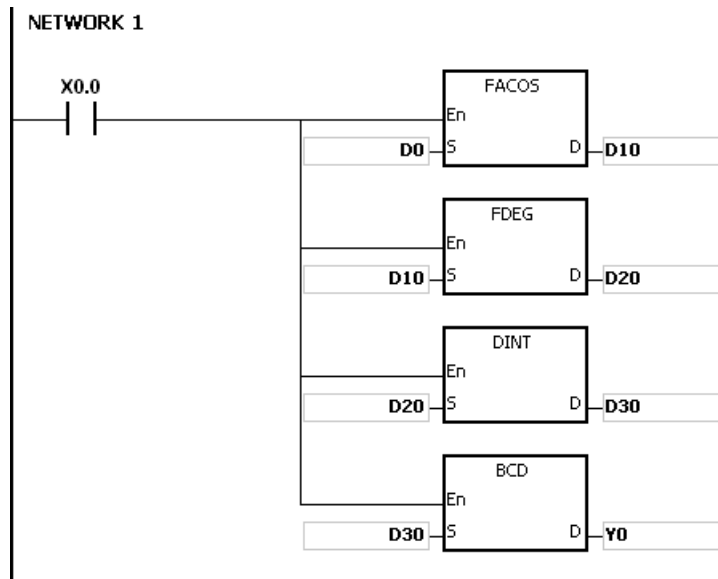 NETWORK 1
X0.0
FACOS
En
D0 S D D10
FDEG
En
D10 S D D20
DINT
En
D20 S D D30
BCD
En
D30 S D Y0